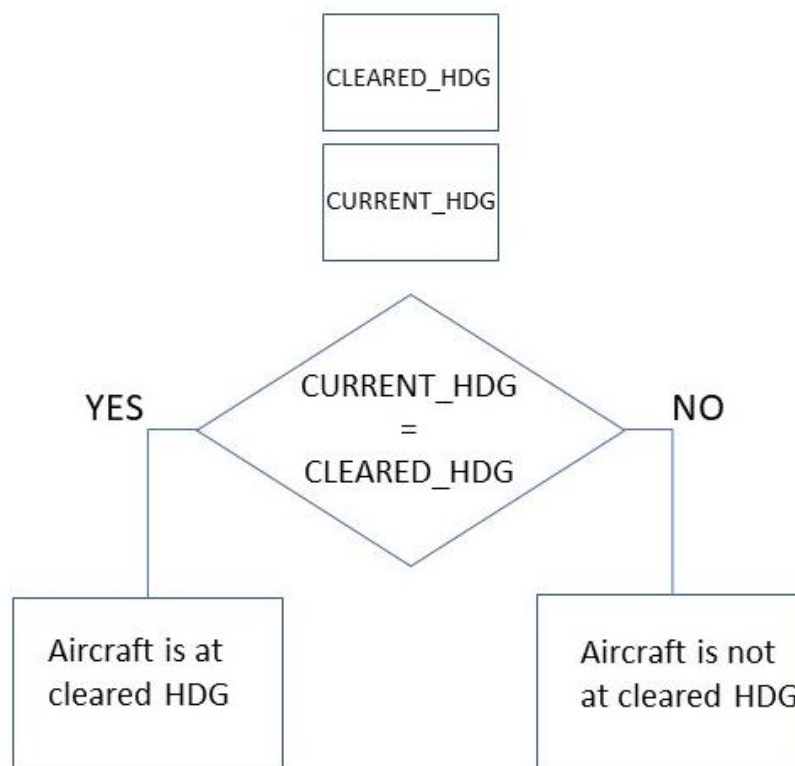 CLEARED_HDG
CURRENT_HDG
CURRENT_HDG
=
CLEARED_HDG
YES
NO
Aircraft is at
cleared HDG
Aircraft is not
at cleared HDG